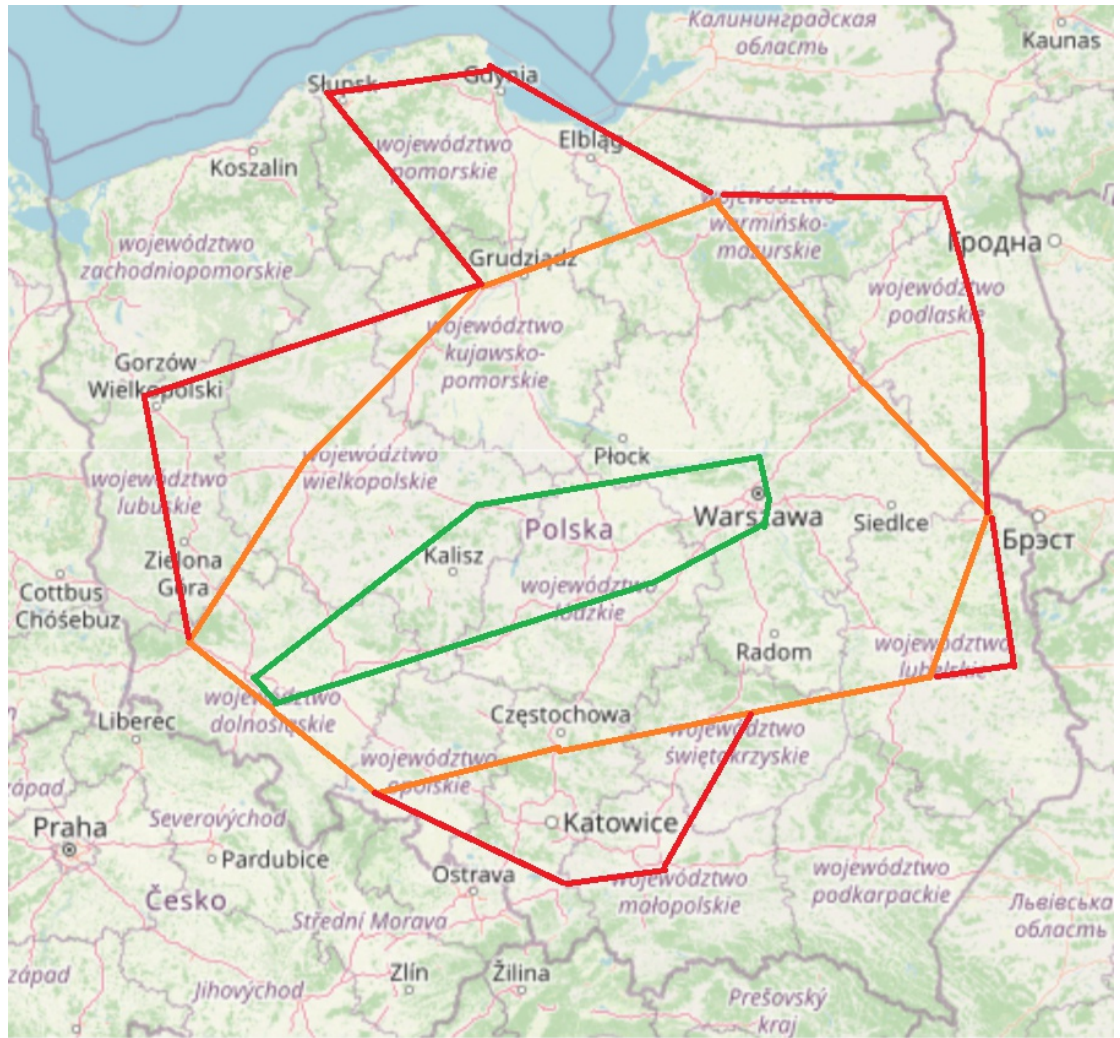 Калининградская
область
Kaunas
Słupsk
Gdynia
Elbląg
województwo
pomorskie
Koszalin
województwo
warmińsko-
mazurskie
województwo
zachodniopomorskie
Гродна
Grudziądz
województwo
podlaskie
województwo
kujawsko-
pomorskie
Gorzów
Wielkopolski
Płock
województwo
wielkopolskie
województwo
lubuskie
Warszawa
Siedlce
Polska
Брэст
Kalisz
Zielona
Góra
Cottbus
Chóśebuz
województwo
łódzkie
Radom
województwo
lubelskie
województwo
dolnośląskie
Liberec
Częstochowa
województwo
świętokrzyskie
województwo
opolskie
západ
Severovýchod
Praha
Katowice
Pardubice
Ostrava
województwo
małopolskie
województwo
podkarpackie
Česko
Střední Morava
Львівська
область
západ
Zlín
Žilina
Jihovýchod
Prešovský
kraj